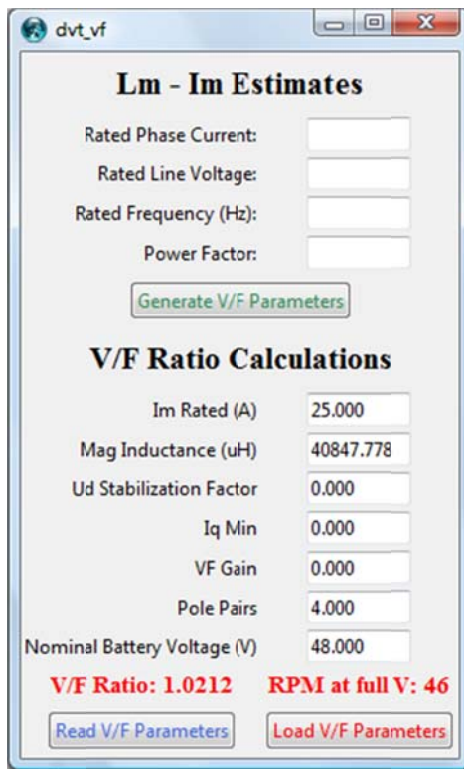 dvt_vf
Lm - Im Estimates
Rated Phase Current:
Rated Line Voltage:
Rated Frequency (Hz):
Power Factor:
Generate V/F Parameters
V/F Ratio Calculations
Im Rated (A) 25.000
Mag Inductance (uH) 40847.778
Ud Stabilization Factor 0.000
Iq Min 0.000
VF Gain 0.000
Pole Pairs 4.000
Nominal Battery Voltage (V) 48.000
V/F Ratio: 1.0212 RPM at full V: 46
Read V/F Parameters Load V/F Parameters